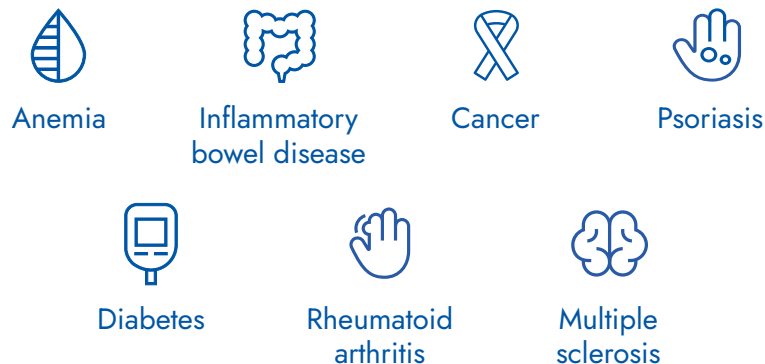 Anemia
Inflammatory
bowel disease
Cancer
Psoriasis
Diabetes
Rheumatoid
arthritis
Multiple
sclerosis